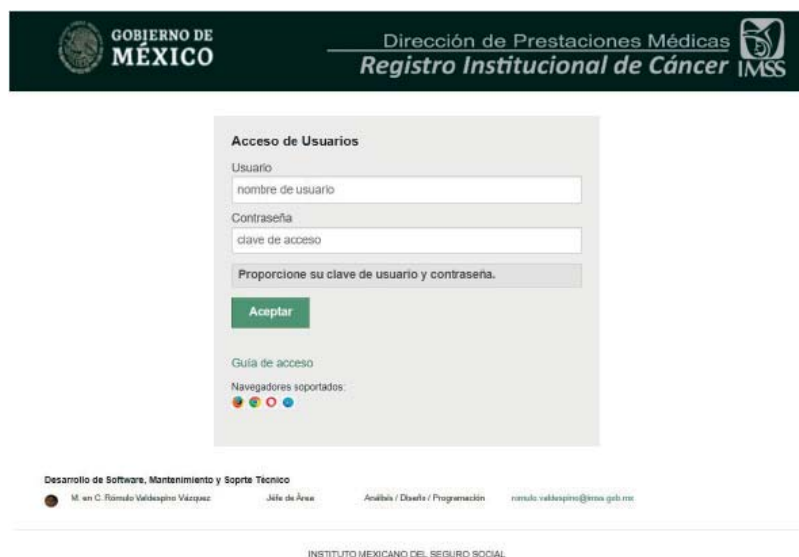 GOBIERNO DE
MÉXICO
Dirección de Prestaciones Médicas
Registro Institucional de Cáncer
IMSS
Acceso de Usuarios
Usuario
nombre de usuario
Contraseña
clave de acceso
Proporcione su clave de usuario y contraseña.
Aceptar
Guía de acceso
Navegadores soportados:
Desarrollo de Software, Mantenimiento y Soprte Técnico
M. en C. Rómulo Valdespino Vázquez Jéfe de Área Análisis / Diseño / Programación romulo.valdespino@imss.gob.mx
INSTITUTO MEXICANO DEL SEGURO SOCIAL